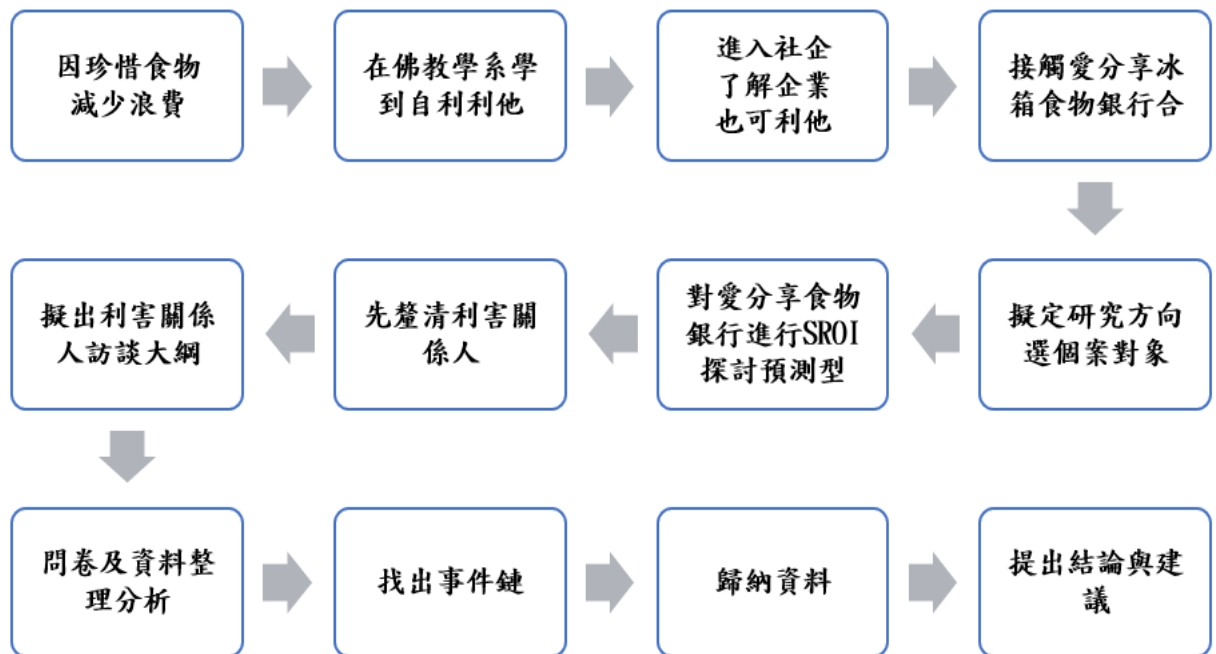 因珍惜食物
減少浪費
在佛教學系學
到自利利他
進入社企
了解企業
也可利他
接觸愛分享冰
箱食物銀行合
擬定研究方向
選個案對象
對愛分享食物
銀行進行SROI
探討預測型
先釐清利害關
係人
擬出利害關係
人訪談大綱
問卷及資料整
理分析
找出事件鏈
歸納資料
提出結論與建
議